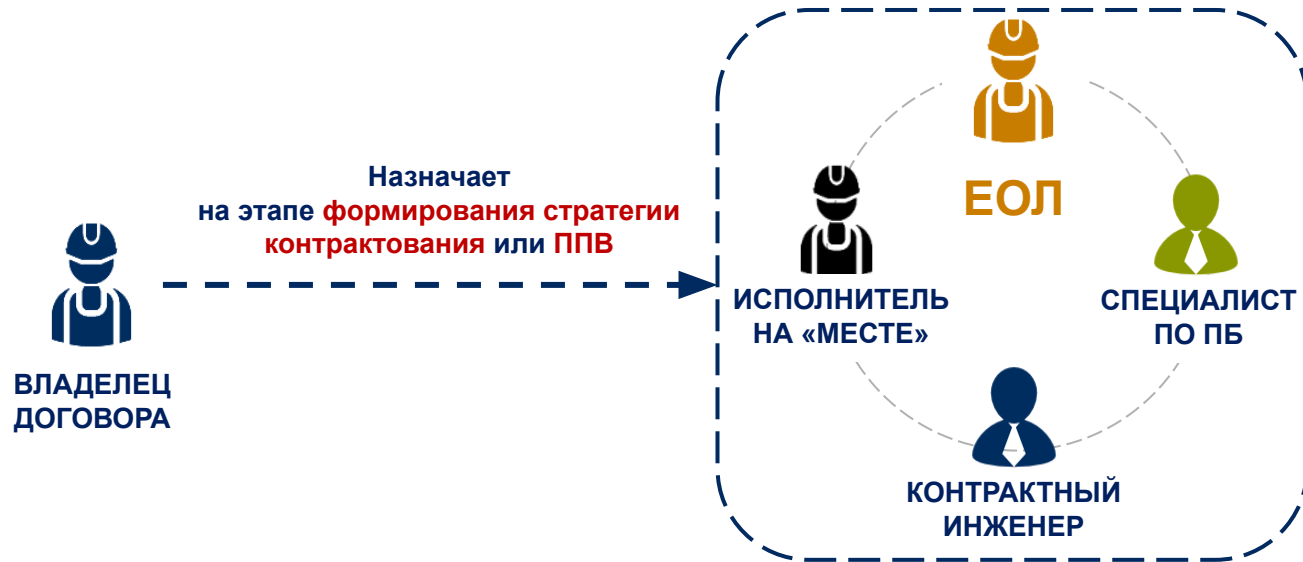 Назначает
на этапе формирования стратегии
контрактования или ППВ
ВЛАДЕЛЕЦ
ДОГОВОРА
ЕОЛ
ИСПОЛНИТЕЛЬ
НА «МЕСТЕ»
СПЕЦИАЛИСТ
ПО ПБ
КОНТРАКТНЫЙ
ИНЖЕНЕР